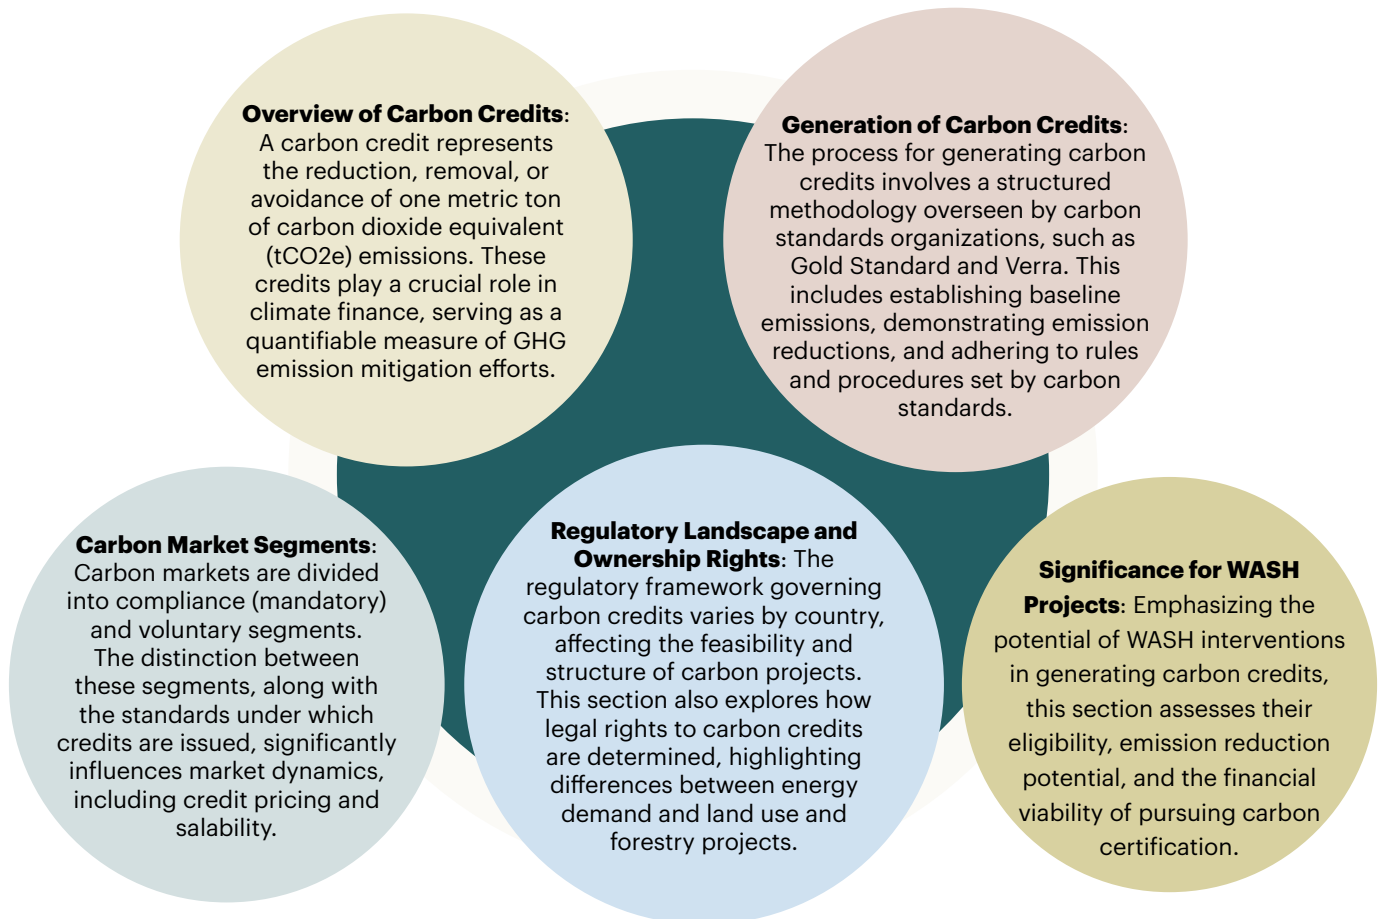 Overview of Carbon Credits:
A carbon credit represents
the reduction, removal, or
avoidance of one metric ton
of carbon dioxide equivalent
(tCO2e) emissions. These
credits play a crucial role in
climate finance, serving as a
quantifiable measure of GHG
emission mitigation efforts.
Generation of Carbon Credits:
The process for generating carbon
credits involves a structured
methodology overseen by carbon
standards organizations, such as
Gold Standard and Verra. This
includes establishing baseline
emissions, demonstrating emission
reductions, and adhering to rules
and procedures set by carbon
standards.
Carbon Market Segments:
Carbon markets are divided
into compliance (mandatory)
and voluntary segments.
The distinction between
these segments, along with
the standards under which
credits are issued, significantly
influences market dynamics,
including credit pricing and
salability.
Regulatory Landscape and
Ownership Rights: The
regulatory framework governing
carbon credits varies by country,
affecting the feasibility and
structure of carbon projects.
This section also explores how
legal rights to carbon credits
are determined, highlighting
differences between energy
demand and land use and
forestry projects.
Significance for WASH
Projects: Emphasizing the
potential of WASH interventions
in generating carbon credits,
this section assesses their
eligibility, emission reduction
potential, and the financial
viability of pursuing carbon
certification.